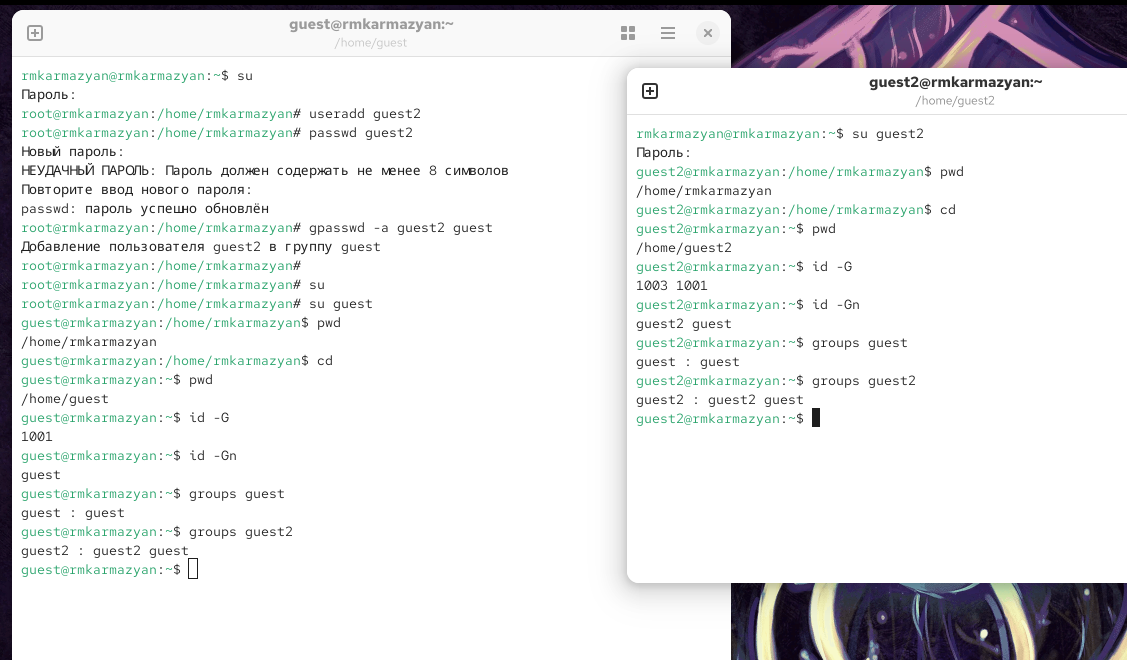 guest@rmkarmazyan:~
/home/guest
rmkarmazyan@rmkarmazyan:~$ su
Пароль:
root@rmkarmazyan:/home/rmkarmazyan# useradd guest2
root@rmkarmazyan:/home/rmkarmazyan# passwd guest2
Новый пароль:
НЕУДАЧНЫЙ ПАРОЛЬ: Пароль должен содержать не менее 8 символов
Повторите ввод нового пароля:
passwd: пароль успешно обновлён
root@rmkarmazyan:/home/rmkarmazyan# gpasswd -a guest2 guest
Добавление пользователя guest2 в группу guest
root@rmkarmazyan:/home/rmkarmazyan#
root@rmkarmazyan:/home/rmkarmazyan# su
root@rmkarmazyan:/home/rmkarmazyan# su guest
guest@rmkarmazyan:/home/rmkarmazyan$ pwd
/home/rmkarmazyan
guest@rmkarmazyan:/home/rmkarmazyan$ cd
guest@rmkarmazyan:~$ pwd
/home/guest
guest@rmkarmazyan:~$ id -G
1001
guest@rmkarmazyan:~$ id -Gn
guest
guest@rmkarmazyan:~$ groups guest
guest : guest
guest@rmkarmazyan:~$ groups guest2
guest2 : guest2 guest
guest@rmkarmazyan:~$
guest2@rmkarmazyan:~
/home/guest2
rmkarmazyan@rmkarmazyan:~$ su guest2
Пароль:
guest2@rmkarmazyan:/home/rmkarmazyan$ pwd
/home/rmkarmazyan
guest2@rmkarmazyan:/home/rmkarmazyan$ cd
guest2@rmkarmazyan:~$ pwd
/home/guest2
guest2@rmkarmazyan:~$ id -G
1003 1001
guest2@rmkarmazyan:~$ id -Gn
guest2 guest
guest2@rmkarmazyan:~$ groups guest
guest : guest
guest2@rmkarmazyan:~$ groups guest2
guest2 : guest2 guest
guest2@rmkarmazyan:~$